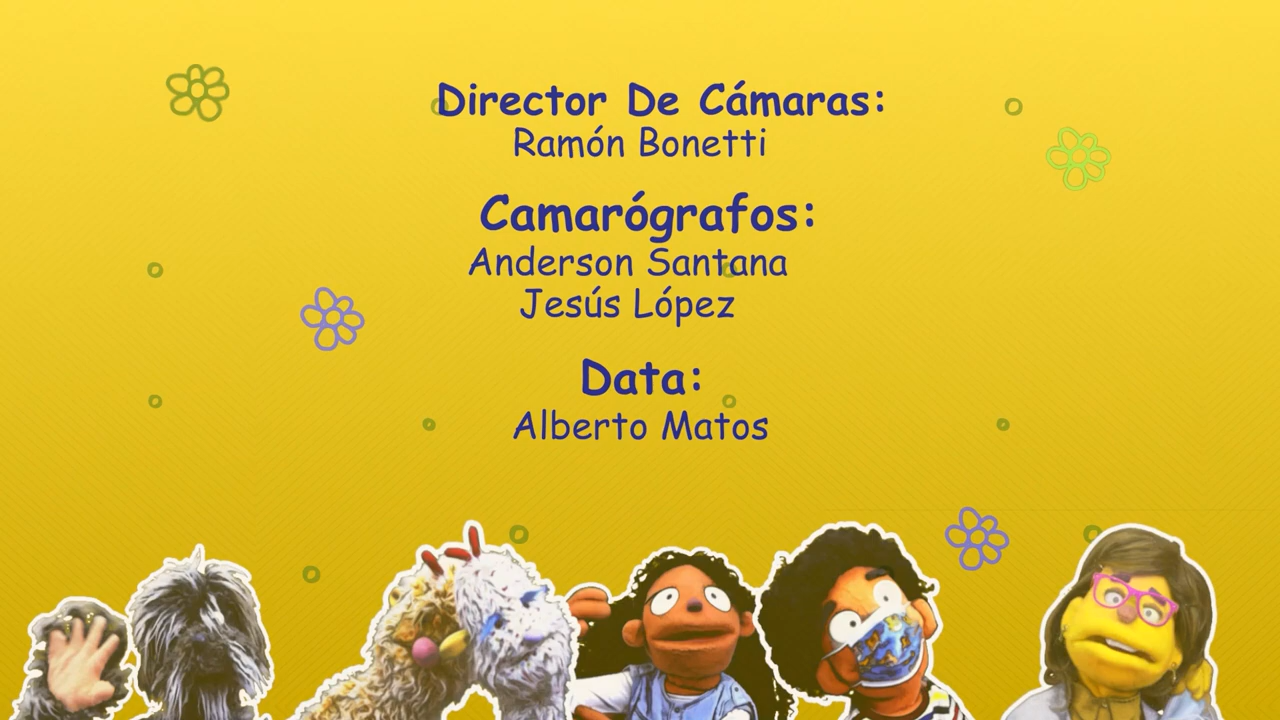 Director De Cámaras:
Ramón Bonetti
Camarógrafos:
Anderson Santana
Jesús López
Data:
Alberto Matos